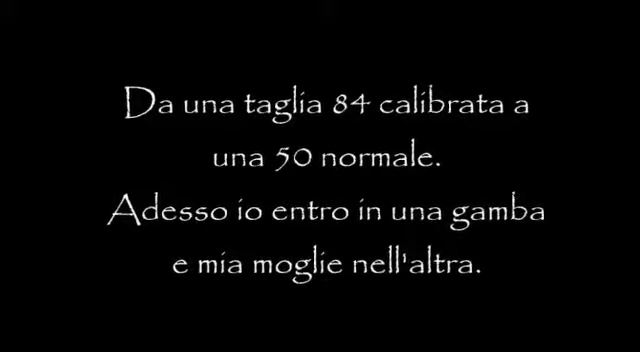 Da una taglia 84 calibrata a
una 50 normale.
Adesso io entro in una gamba
e mia moglie nell'altra.